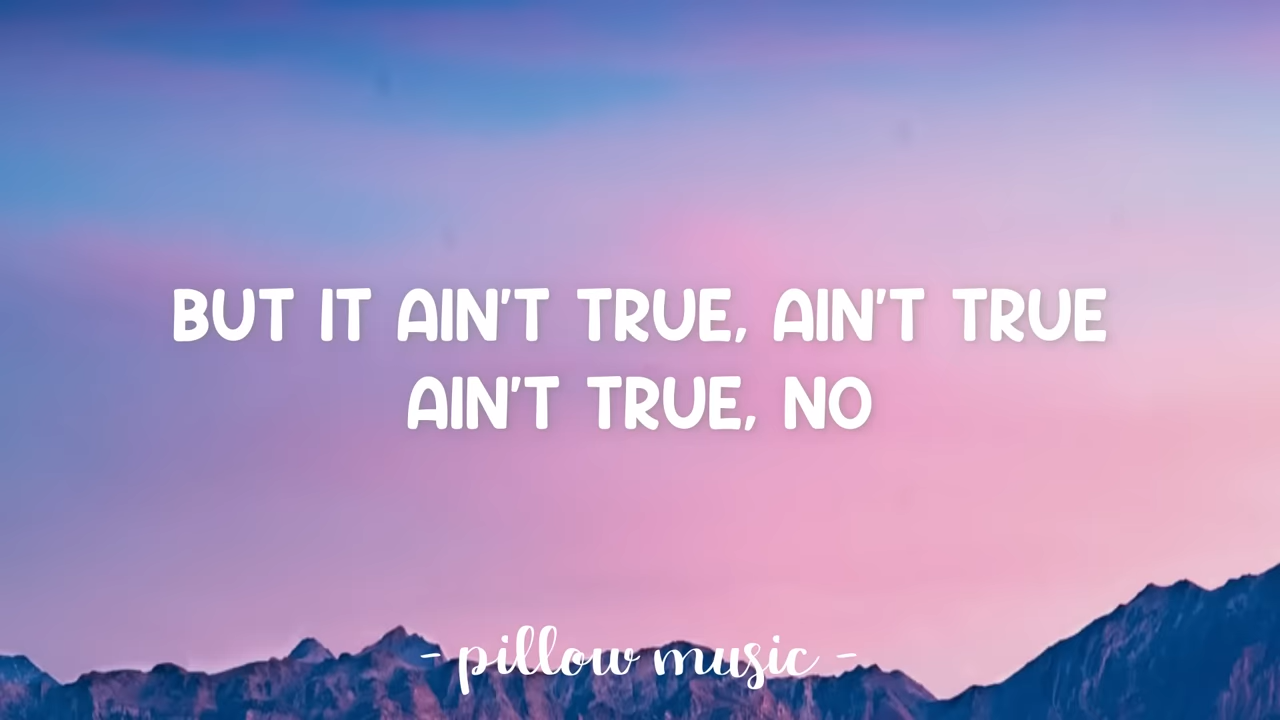 BUT IT AIN'T TRUE, AIN'T TRUE
AIN'T TRUE, NO
- pillow music -